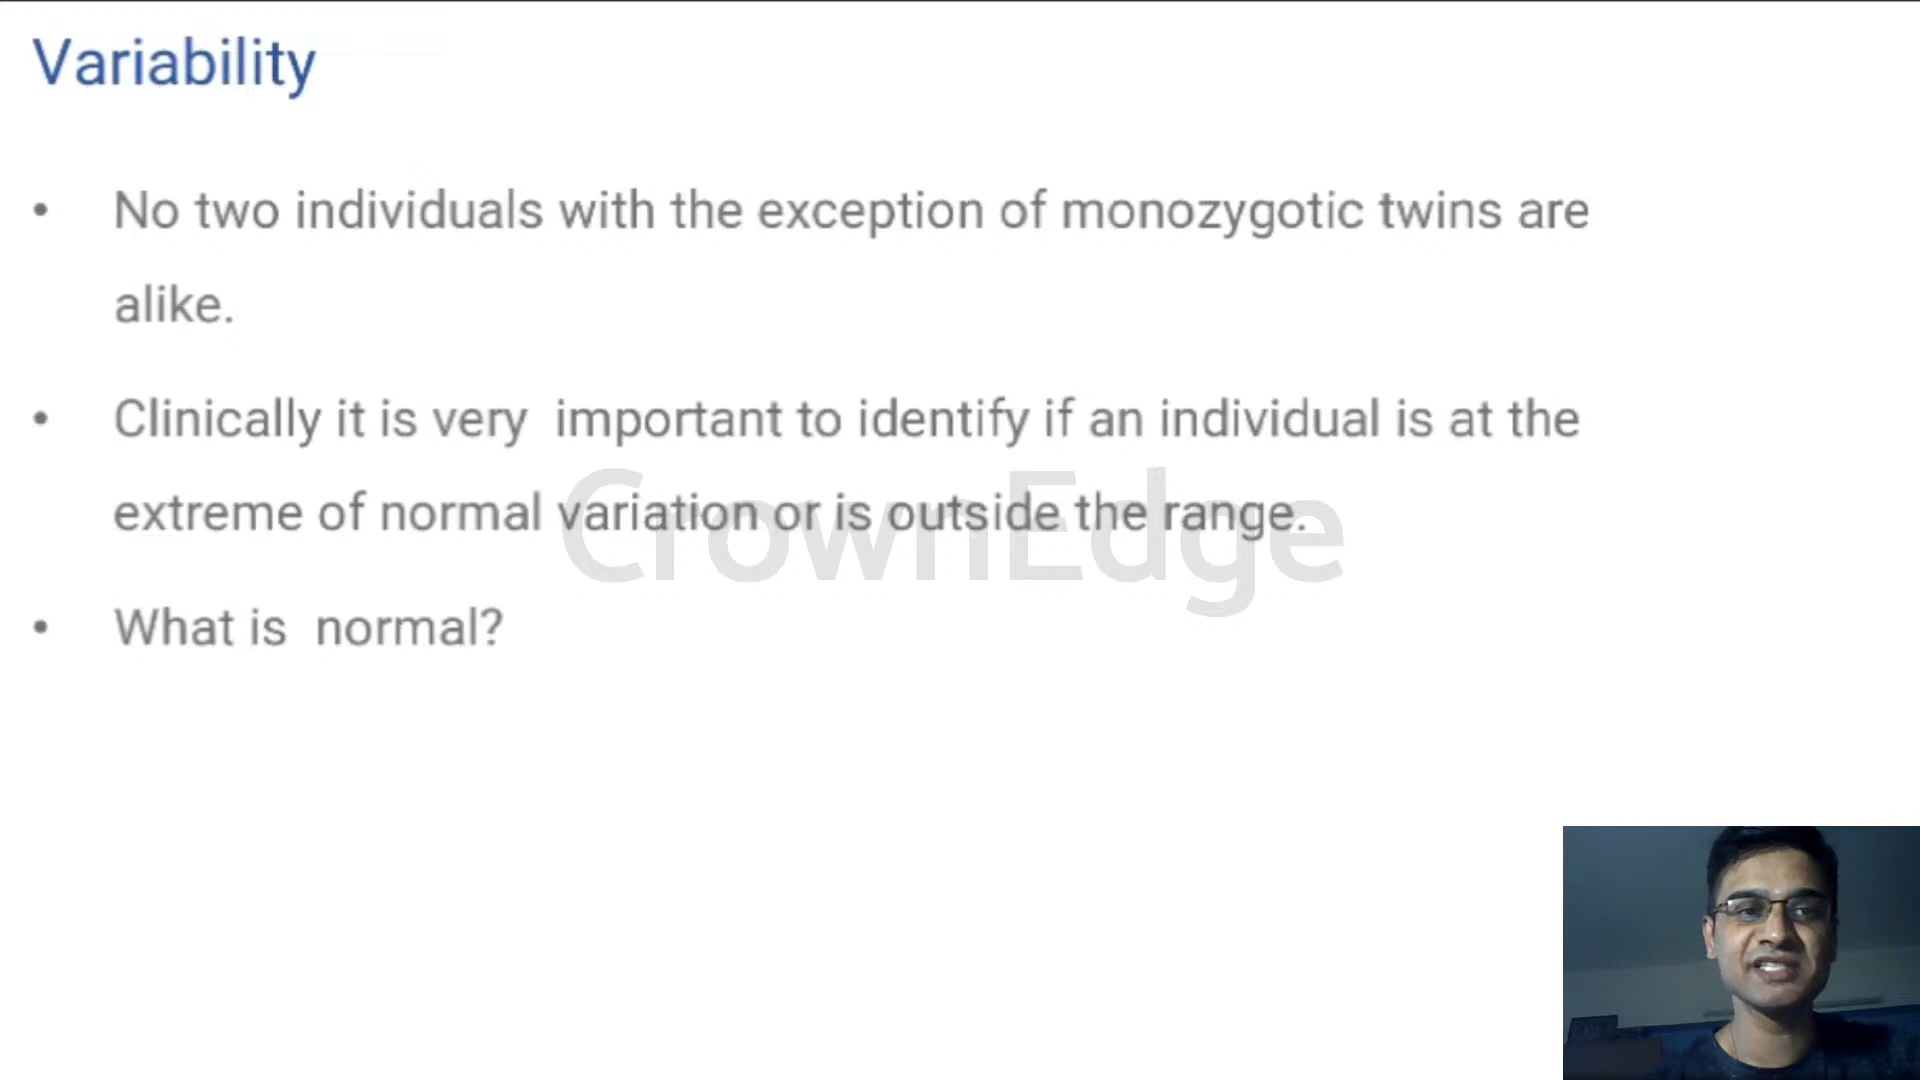 Variability
• No two individuals with the exception of monozygotic twins are
alike.
• Clinically it is very important to identify if an individual is at the
extreme of normal variation or is outside the range.
CrownEdge
• What is normal?